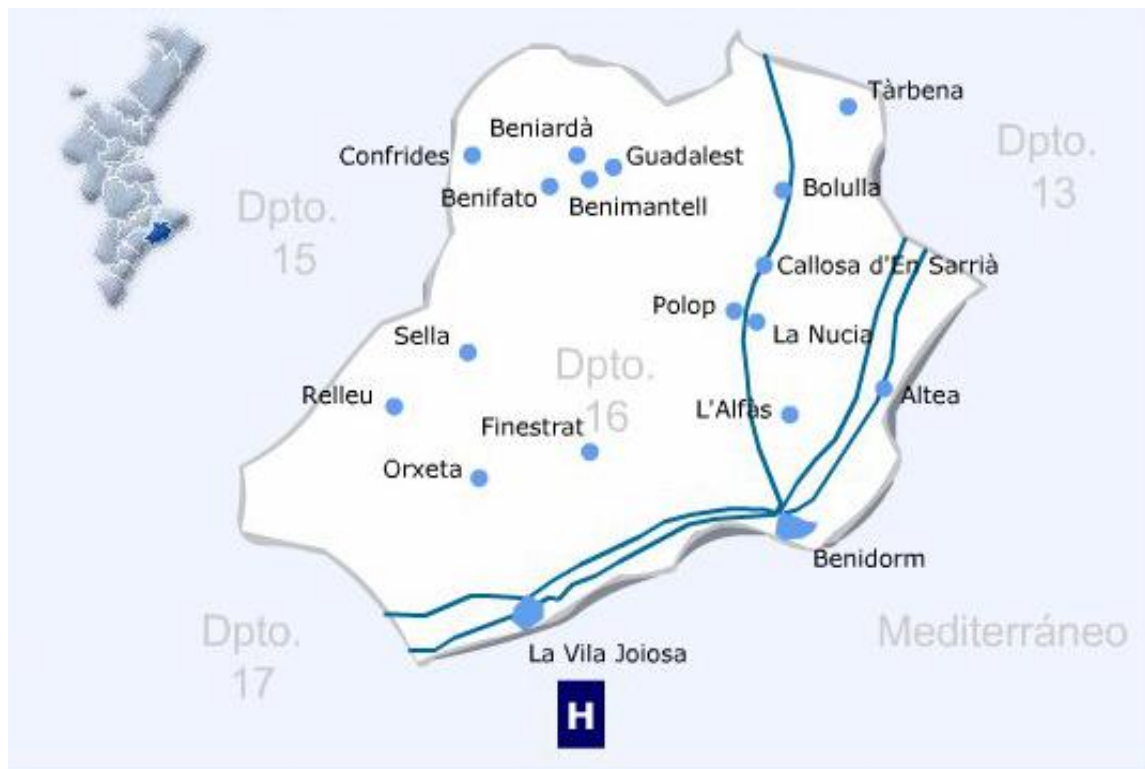 Tàrbena
Beniardà
Dpto.
13
Confrides
Guadalest
Benifato
Benimantell
Bolulla
Dpto.
15
Callosa d'En Sarrià
Polop
La Nucia
Sella
Dpto.
16
Relleu
Altea
L'Alfàs
Finestrat
Orxeta
Benidorm
Dpto.
17
Mediterráneo
La Vila Joiosa
H